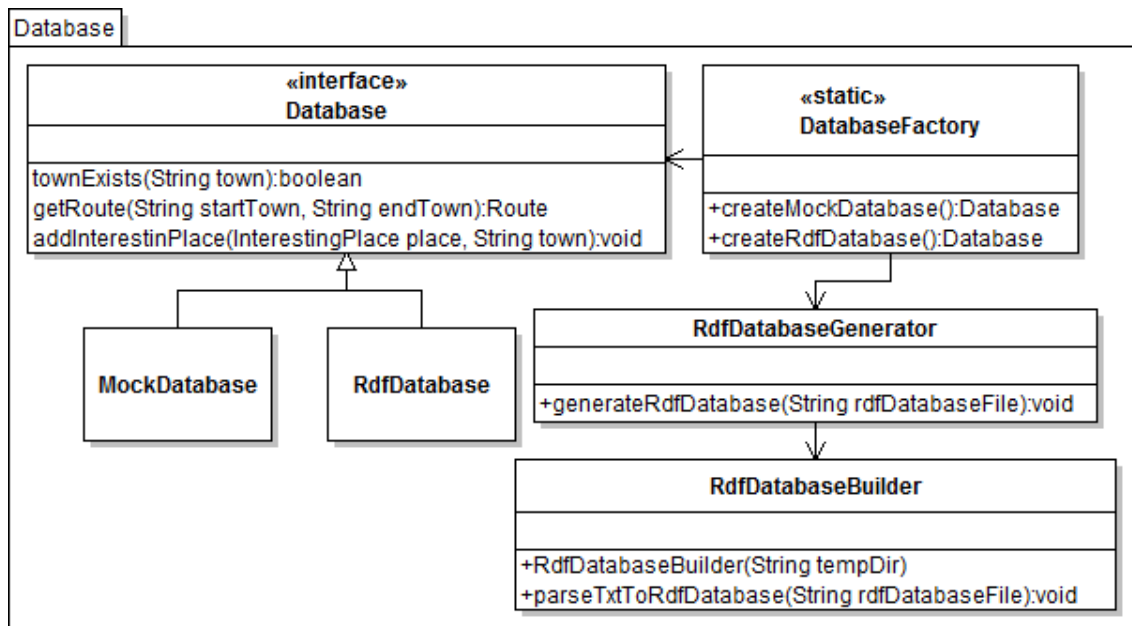 Database
«interface»
Database
townExists(String town):boolean
getRoute(String startTown, String endTown):Route
addInterestinPlace(InterestingPlace place, String town):void
«static»
DatabaseFactory
+createMockDatabase():Database
+createRdfDatabase():Database
MockDatabase
RdfDatabase
RdfDatabaseGenerator
+generateRdfDatabase(String rdfDatabaseFile):void
RdfDatabaseBuilder
+RdfDatabaseBuilder(String tempDir)
+parseTxtToRdfDatabase(String rdfDatabaseFile):void